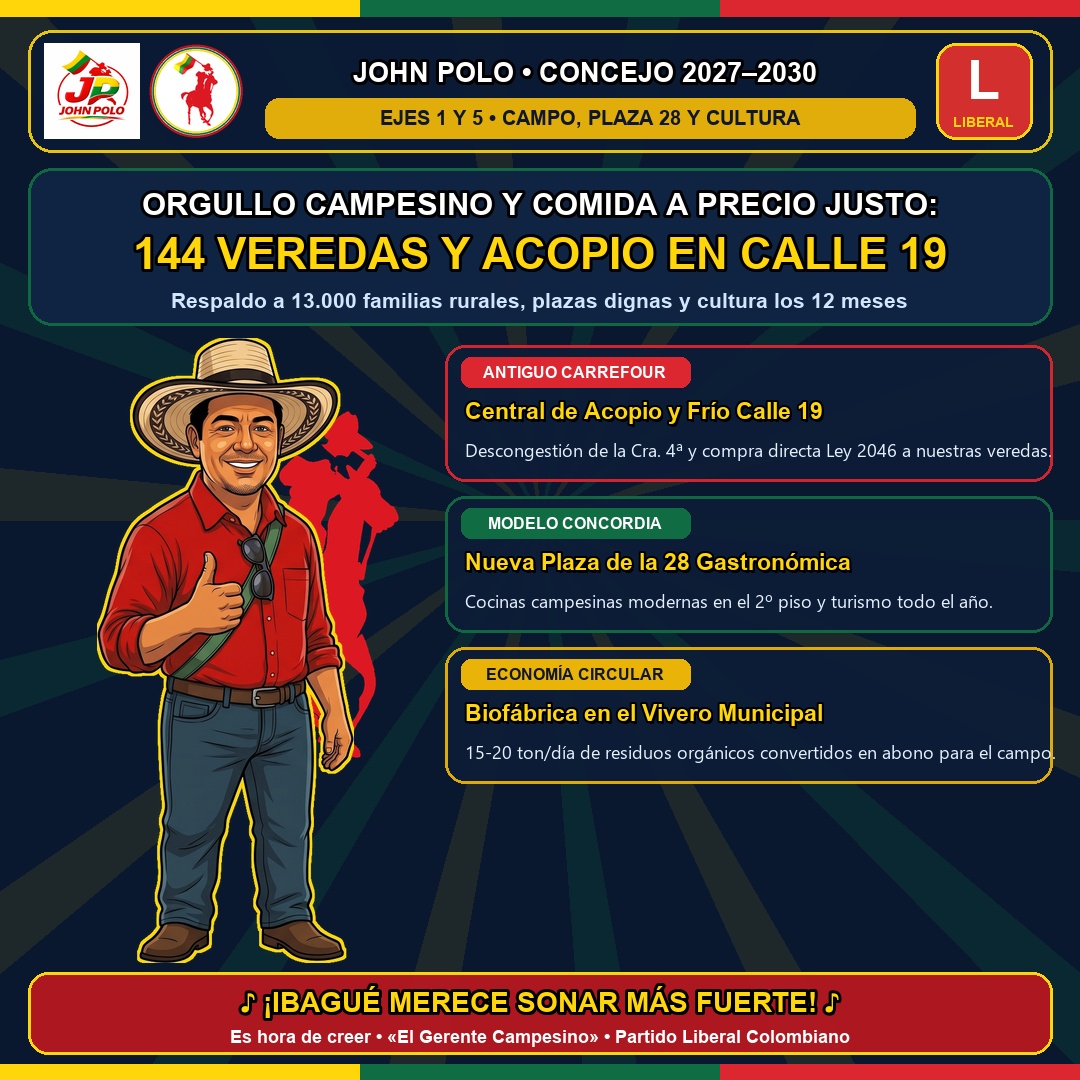 JP
JOHN POLO
JOHN POLO • CONCEJO 2027–2030
EJES 1 Y 5 • CAMPO, PLAZA 28 Y CULTURA
L
LIBERAL
ORGULLO CAMPESINO Y COMIDA A PRECIO JUSTO:
144 VEREDAS Y ACOPIO EN CALLE 19
Respaldo a 13.000 familias rurales, plazas dignas y cultura los 12 meses
ANTIGUO CARREFOUR
Central de Acopio y Frío Calle 19
Descongestión de la Cra. 4ª y compra directa Ley 2046 a nuestras veredas.
MODELO CONCORDIA
Nueva Plaza de la 28 Gastronómica
Cocinas campesinas modernas en el 2º piso y turismo todo el año.
ECONOMÍA CIRCULAR
Biofábrica en el Vivero Municipal
15-20 ton/día de residuos orgánicos convertidos en abono para el campo.
♪ ¡IBAGUÉ MERECE SONAR MÁS FUERTE! ♪
Es hora de creer • «El Gerente Campesino» • Partido Liberal Colombiano